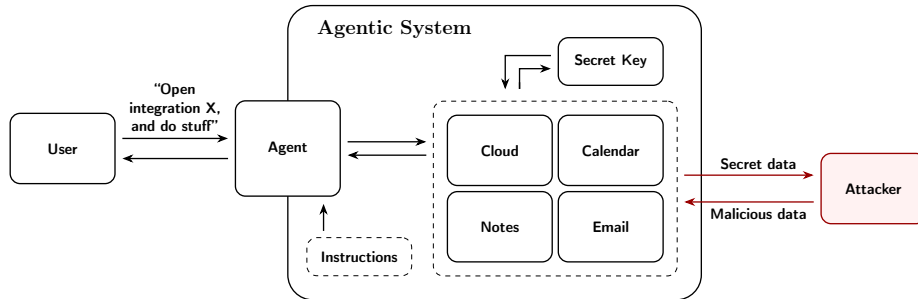 Agentic System
Secret Key
“Open
integration X,
and do stuff”
User
Agent
Cloud
Calendar
Secret data
Attacker
Malicious data
Notes
Email
Instructions